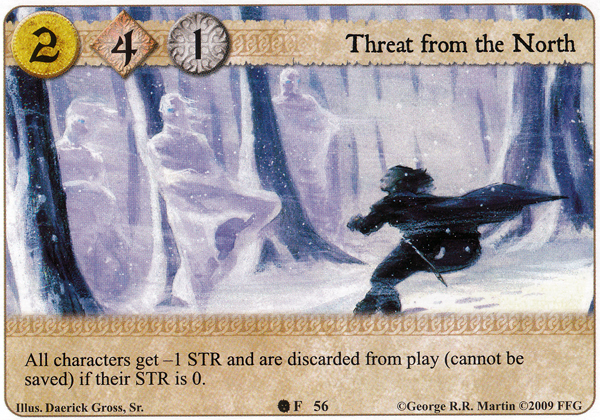 2 4 1 Threat from the North
All characters get –1 STR and are discarded from play (cannot be
saved) if their STR is 0.
Illus. Daerick Gross, Sr. F 56 ©George R.R. Martin ©2009 FFG